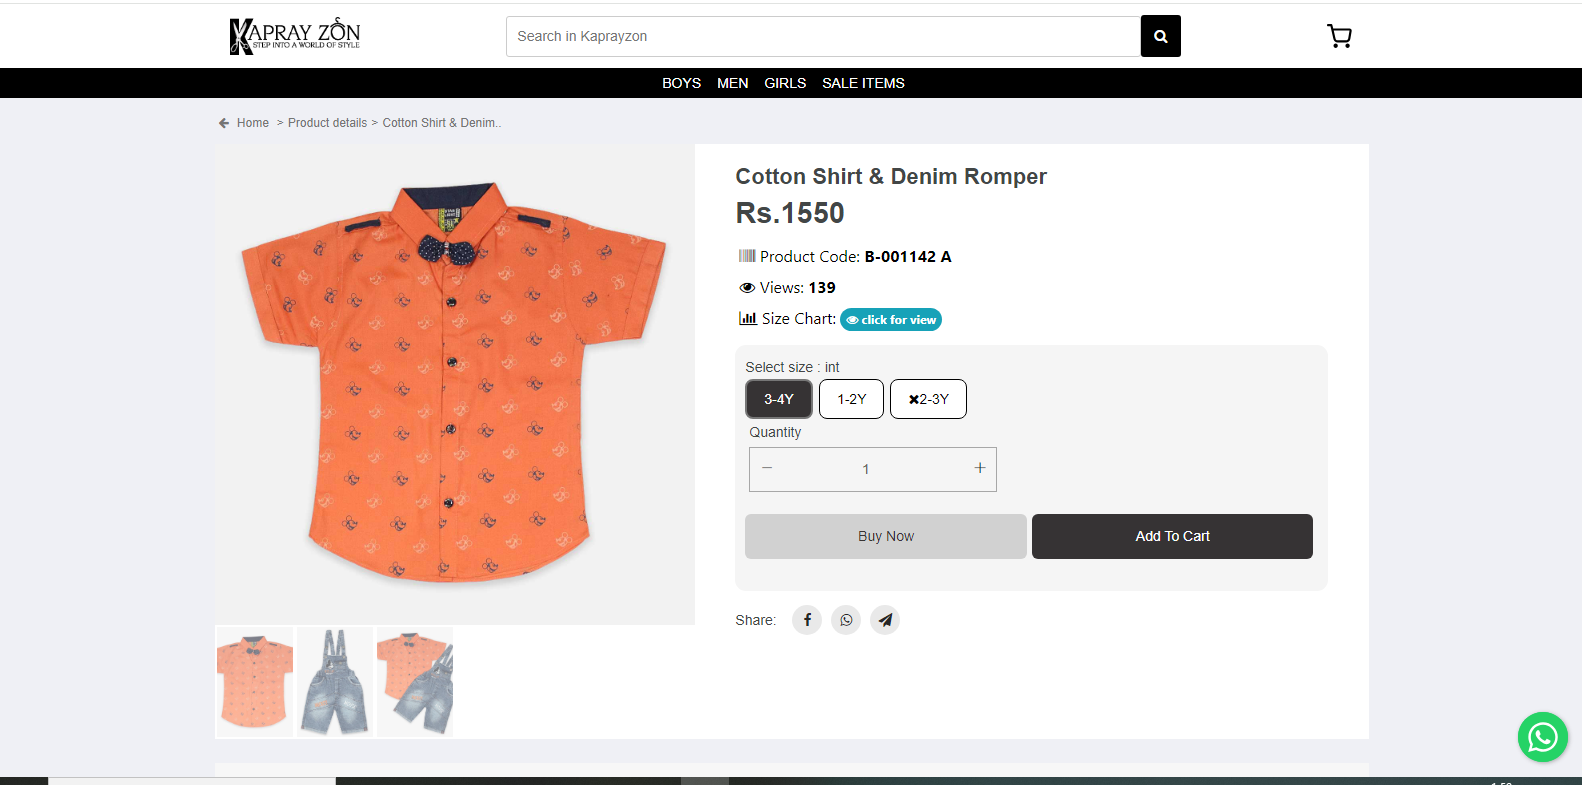 KAPRAY ZON
STEP INTO A WORLD OF STYLE
Search in Kaprayzon
BOYS MEN GIRLS SALE ITEMS
Home > Product details > Cotton Shirt & Denim..
Cotton Shirt & Denim Romper
Rs.1550
Product Code: B-001142 A
Views: 139
Size Chart: click for view
Select size : int
3-4Y 1-2Y ✖2-3Y
Quantity
− 1 +
Buy Now Add To Cart
Share: